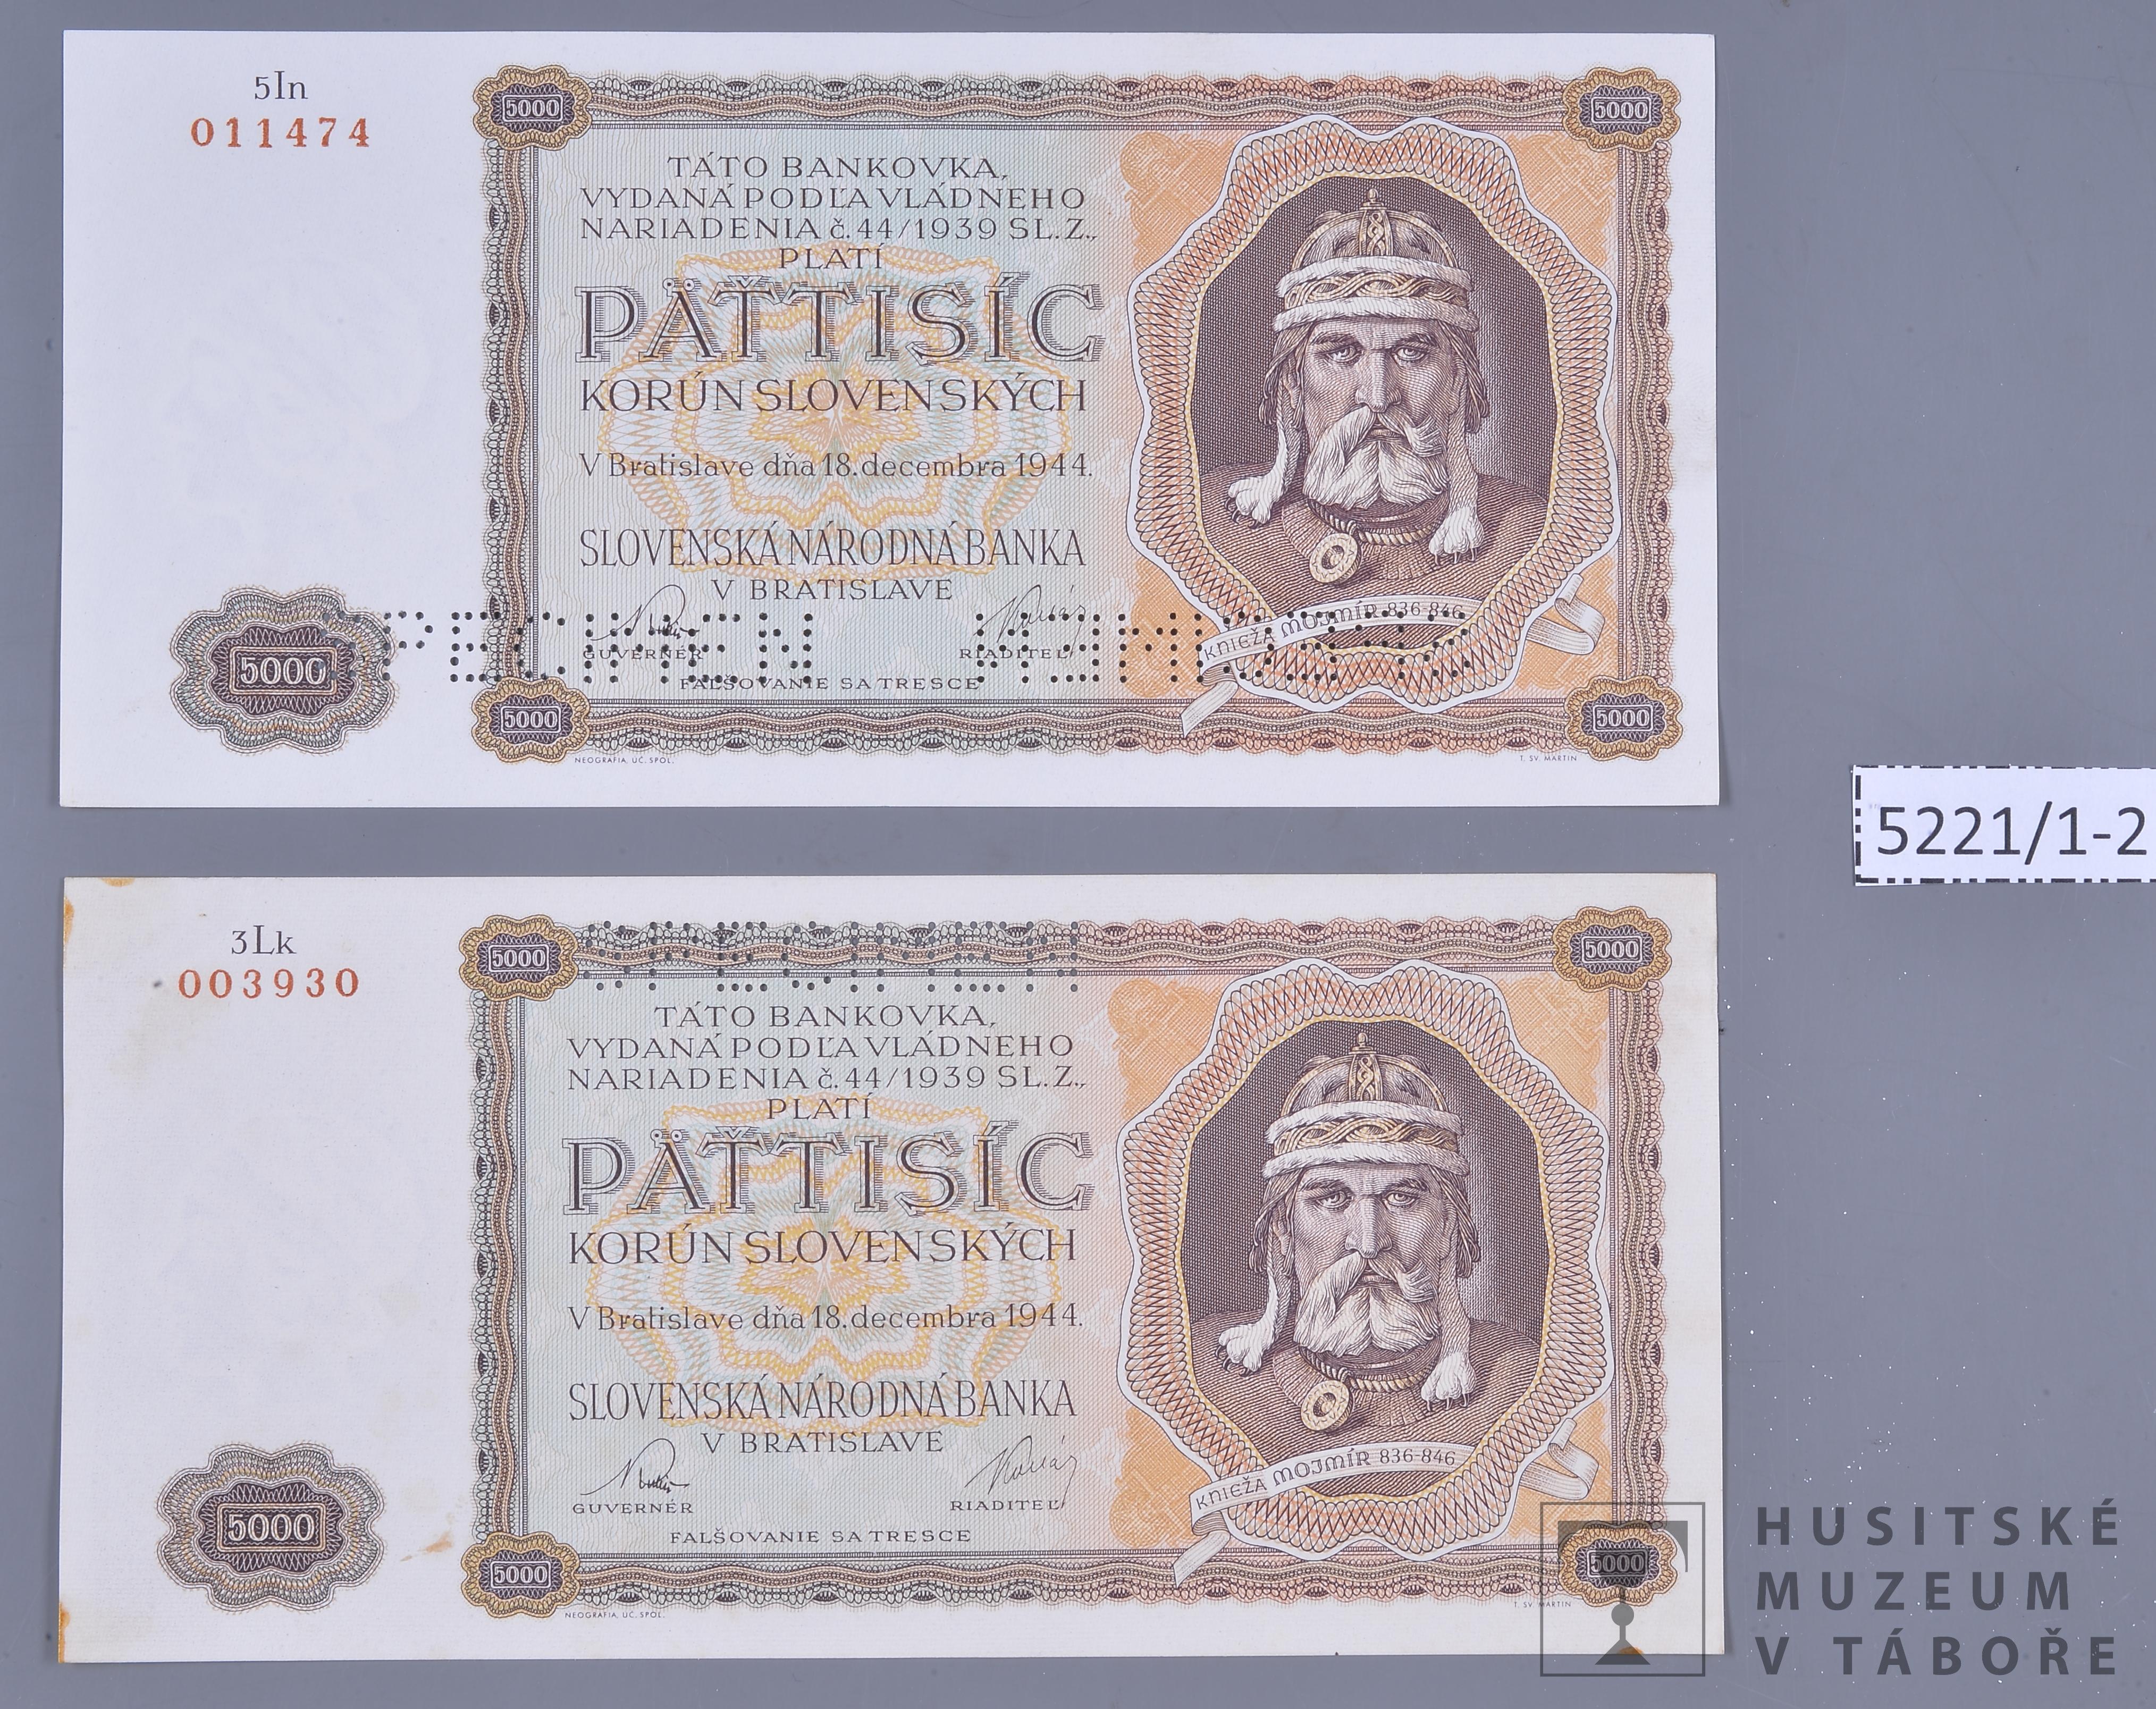 5In
011474
5000
5000
TÁTO BANKOVKA,
VYDANÁ PODĽA VLÁDNEHO
NARIADENIA č. 44/1939 SL. Z.,
PLATÍ
PÄŤTISÍC
KORÚN SLOVENSKÝCH
V Bratislave dňa 18. decembra 1944.
SLOVENSKÁ NÁRODNÁ BANKA
V BRATISLAVE
GUVERNÉR
RIADITEĽ
FALŠOVANIE SA TRESCE
KNIEŽA MOJMÍR 836-846
SPECIMEN
5000
5000
5000
NEOGRAFIA, ÚČ. SPOL.
T. SV. MARTIN
5221/1-2
3Lk
003930
5000
5000
TÁTO BANKOVKA,
VYDANÁ PODĽA VLÁDNEHO
NARIADENIA č. 44/1939 SL. Z.,
PLATÍ
PÄŤTISÍC
KORÚN SLOVENSKÝCH
V Bratislave dňa 18. decembra 1944.
SLOVENSKÁ NÁRODNÁ BANKA
V BRATISLAVE
GUVERNÉR
RIADITEĽ
FALŠOVANIE SA TRESCE
KNIEŽA MOJMÍR 836-846
5000
5000
5000
NEOGRAFIA, ÚČ. SPOL.
T. SV. MARTIN
HUSITSKÉ
MUZEUM
V TÁBOŘE